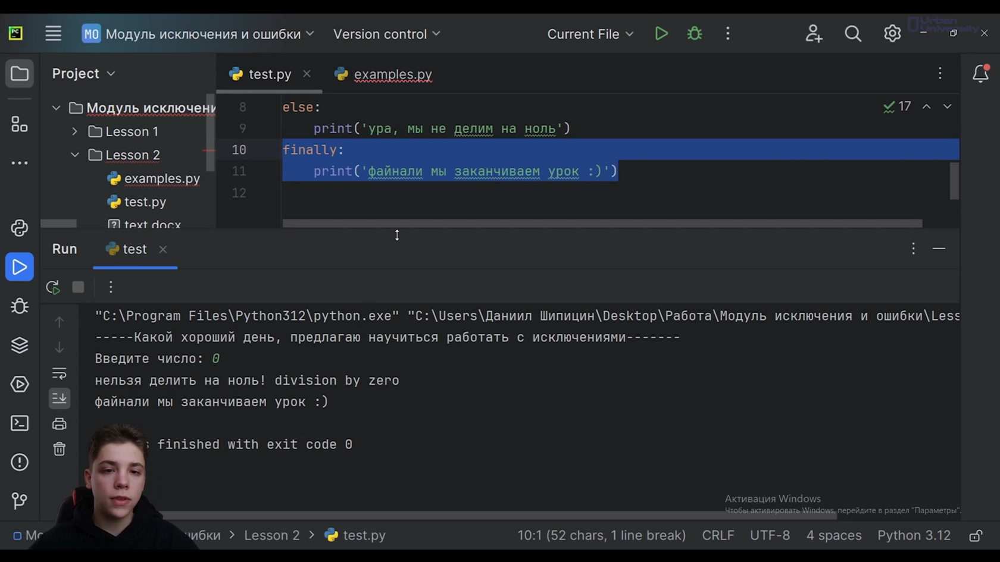 Urban
University
MO Модуль исключения и ошибки
Version control
Current File
Project
test.py
examples.py
Модуль исключени
Lesson 1
Lesson 2
examples.py
test.py
text.docx
8 else:
9 print('ура, мы не делим на ноль')
10 finally:
11 print('файнали мы заканчиваем урок :)')
12
17
Run
test
"C:\Program Files\Python312\python.exe" "C:\Users\Даниил Шипицин\Desktop\Работа\Модуль исключения и ошибки\Less
-----Какой хороший день, предлагаю научиться работать с исключениями-------
Введите число: 0
нельзя делить на ноль! division by zero
файнали мы заканчиваем урок :)
s finished with exit code 0
Активация Windows
Чтобы активировать Windows, перейдите в раздел "Параметры".
Lesson 2 > test.py
10:1 (52 chars, 1 line break)
CRLF
UTF-8
4 spaces
Python 3.12